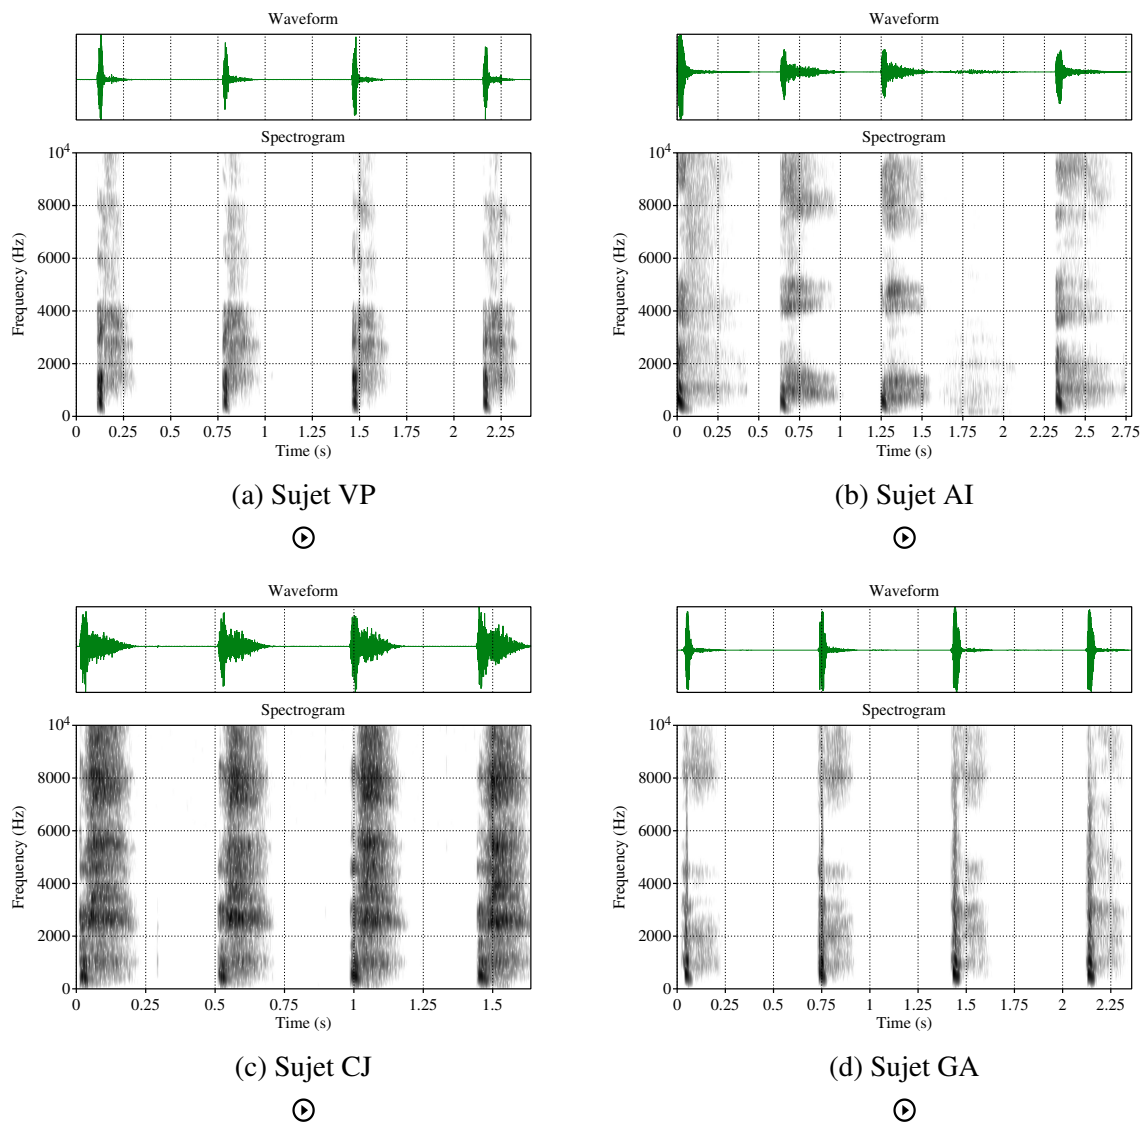 Waveform
Spectrogram
10^4
8000
6000
4000
2000
0
Frequency (Hz)
0 0.25 0.5 0.75 1 1.25 1.5 1.75 2 2.25
Time (s)
(a) Sujet VP
Waveform
Spectrogram
10^4
8000
6000
4000
2000
0
Frequency (Hz)
0 0.25 0.5 0.75 1 1.25 1.5 1.75 2 2.25 2.5 2.75
Time (s)
(b) Sujet AI
Waveform
Spectrogram
10^4
8000
6000
4000
2000
0
Frequency (Hz)
0 0.25 0.5 0.75 1 1.25 1.5
Time (s)
(c) Sujet CJ
Waveform
Spectrogram
10^4
8000
6000
4000
2000
0
Frequency (Hz)
0 0.25 0.5 0.75 1 1.25 1.5 1.75 2 2.25
Time (s)
(d) Sujet GA